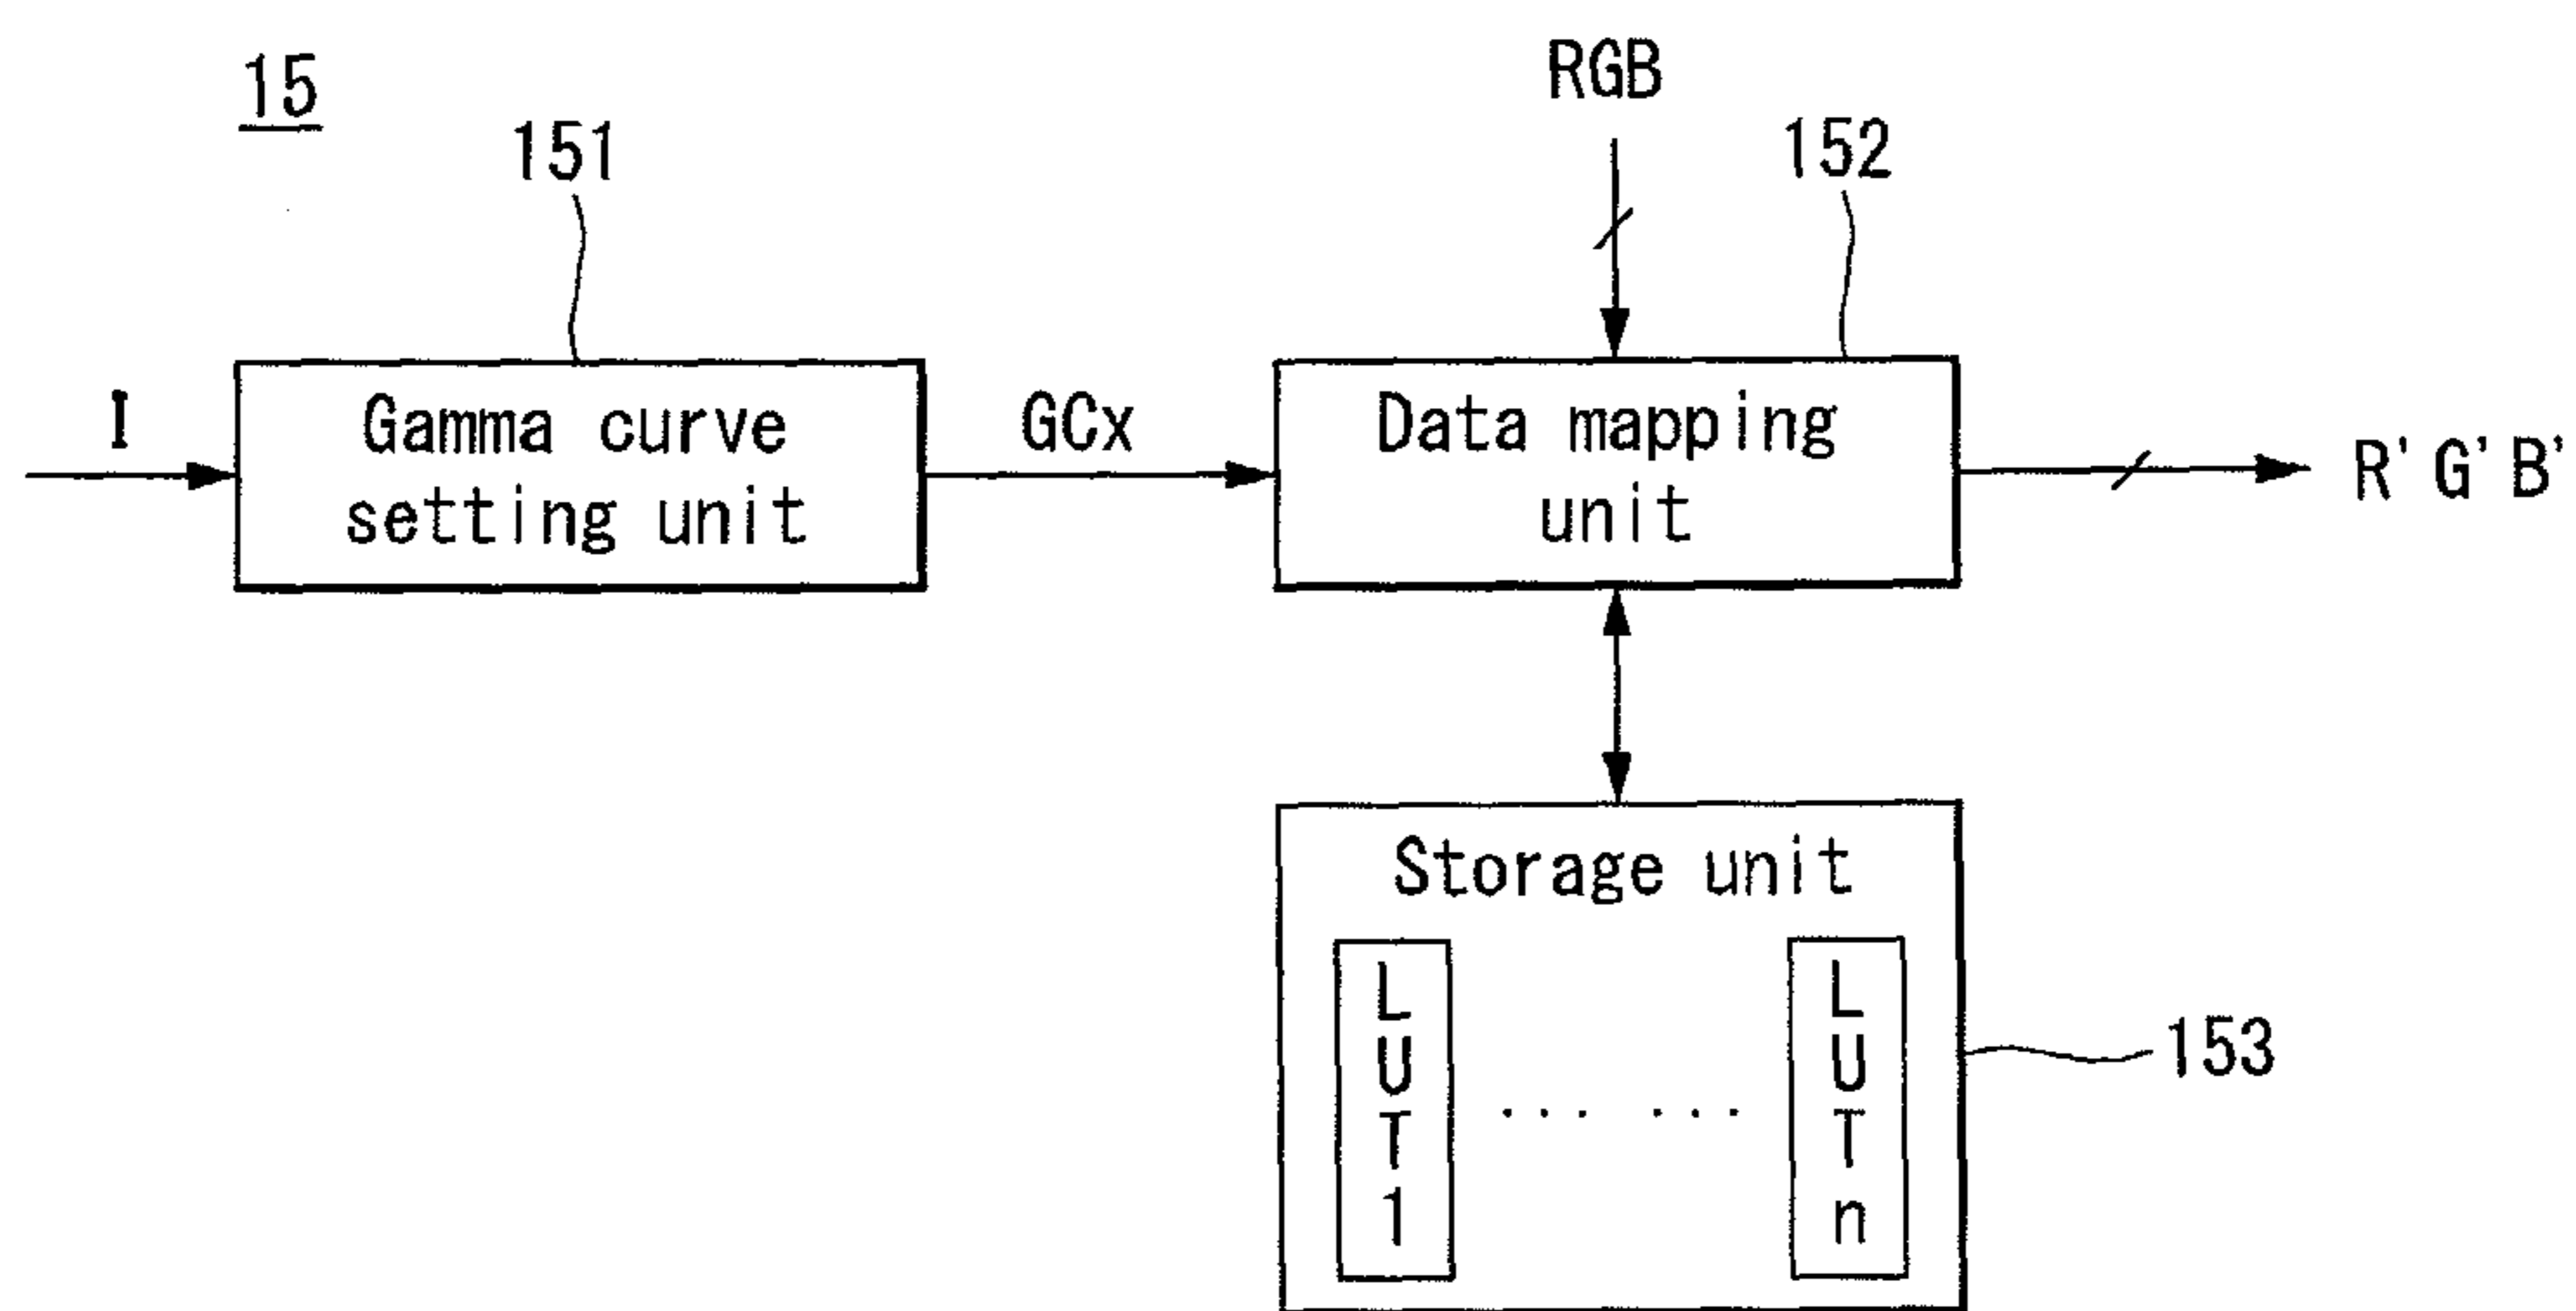 15
151
RGB
152
I
Gamma curve
setting unit
GCx
Data mapping
unit
R'G'B'
Storage unit
LUT1
... ...
LUTn
153